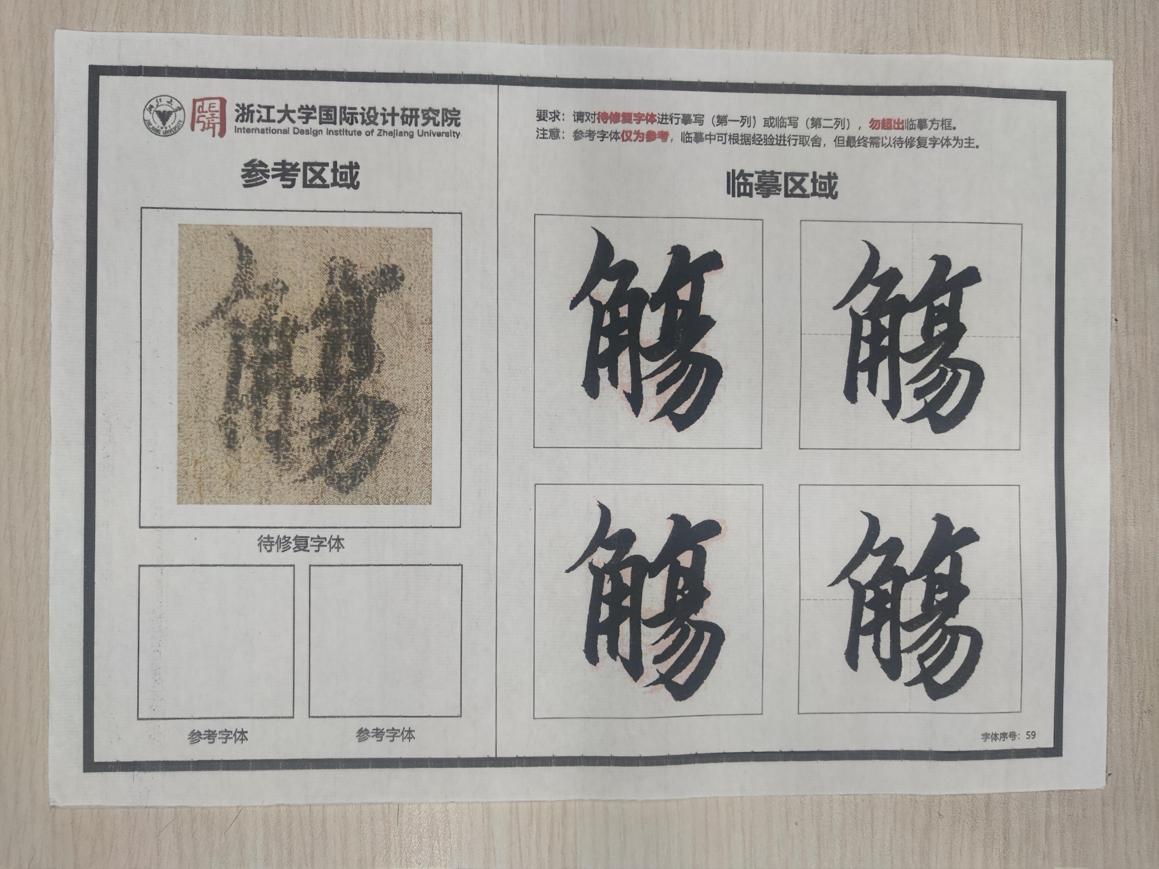 浙江大学国际设计研究院
International Design Institute of Zhejiang University
参考区域
觴
待修复字体
参考字体
参考字体
要求：请对待修复字体进行摹写（第一列）或临写（第二列），勿超出临摹方框。
注意：参考字体仅为参考，临摹中可根据经验进行取舍，但最终需以待修复字体为主。
临摹区域
觴 觴
觴 觴
字体序号：59